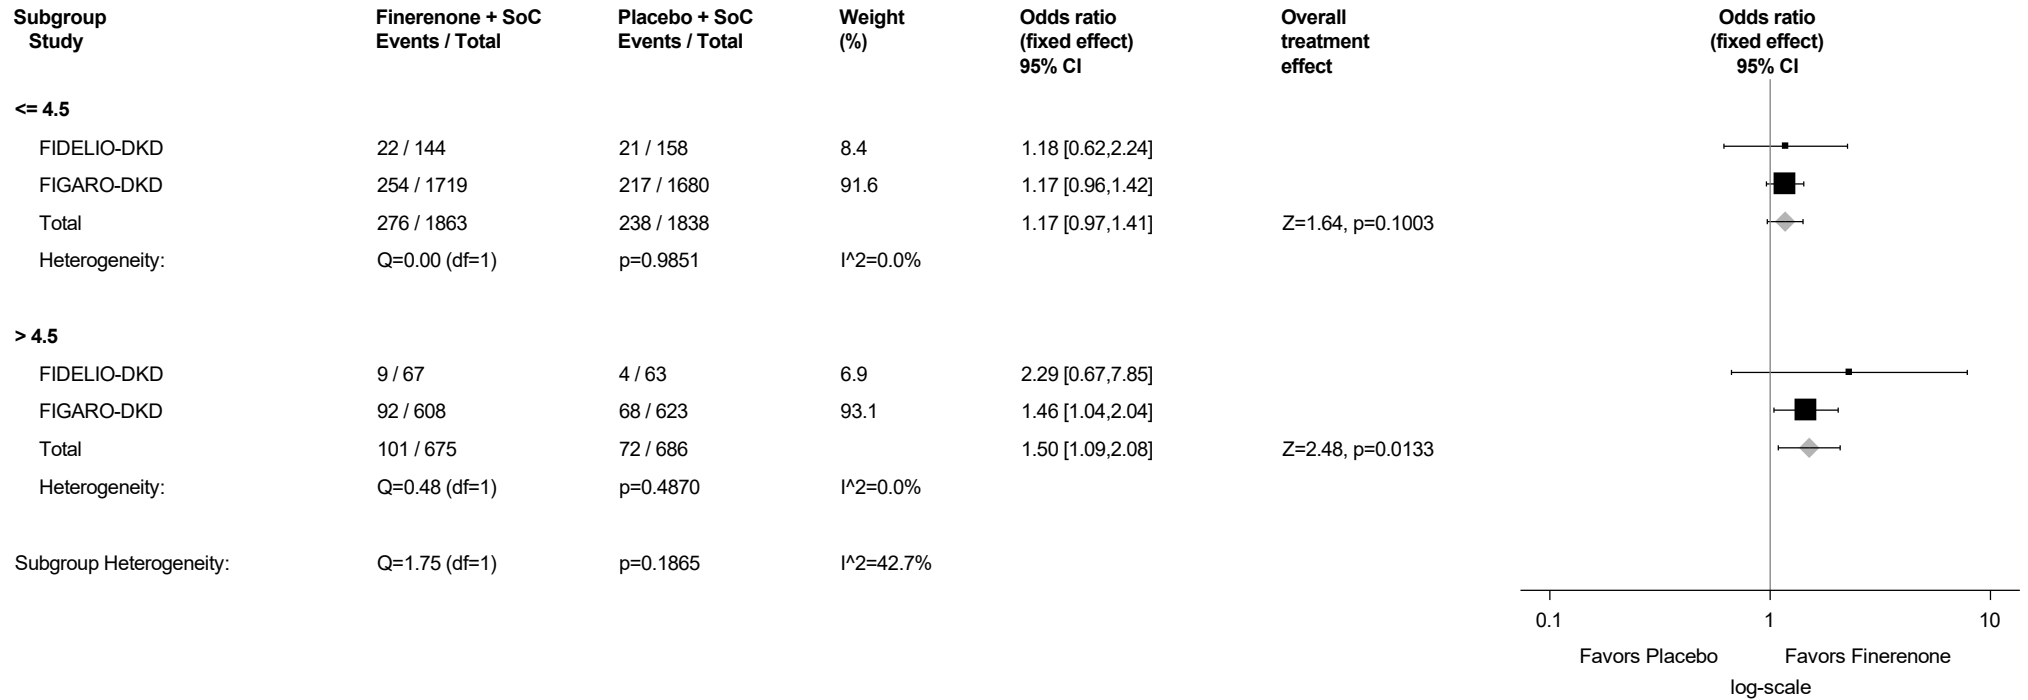 Subgroup Finerenone + SoC Placebo + SoC Weight Odds ratio Overall Odds ratio
Study Events / Total Events / Total (%) (fixed effect) treatment (fixed effect)
95% CI effect 95% CI
<= 4.5
FIDELIO-DKD 22 / 144 21 / 158 8.4 1.18 [0.62,2.24]
FIGARO-DKD 254 / 1719 217 / 1680 91.6 1.17 [0.96,1.42]
Total 276 / 1863 238 / 1838 1.17 [0.97,1.41] Z=1.64, p=0.1003
Heterogeneity: Q=0.00 (df=1) p=0.9851 I^2=0.0%
> 4.5
FIDELIO-DKD 9 / 67 4 / 63 6.9 2.29 [0.67,7.85]
FIGARO-DKD 92 / 608 68 / 623 93.1 1.46 [1.04,2.04]
Total 101 / 675 72 / 686 1.50 [1.09,2.08] Z=2.48, p=0.0133
Heterogeneity: Q=0.48 (df=1) p=0.4870 I^2=0.0%
Subgroup Heterogeneity: Q=1.75 (df=1) p=0.1865 I^2=42.7%
0.1 1 10
Favors Placebo Favors Finerenone
log-scale